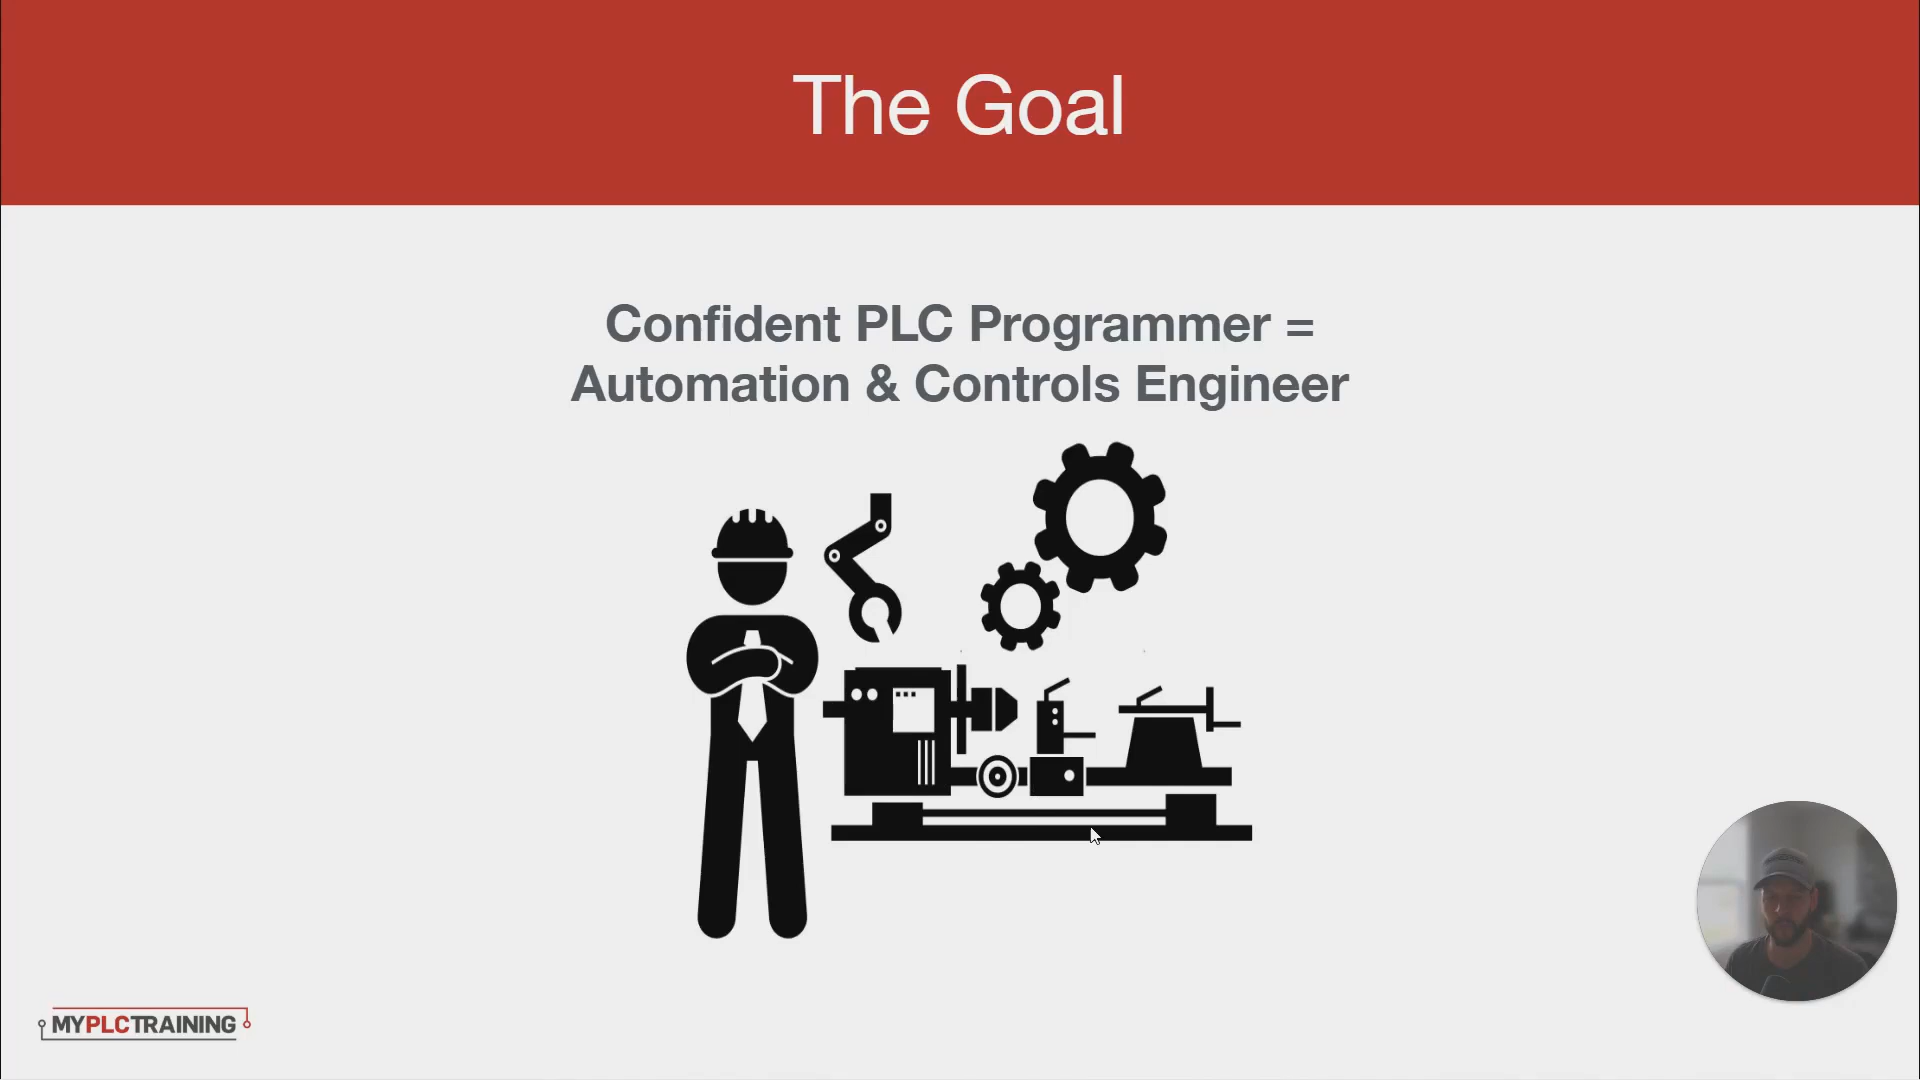 The Goal
Confident PLC Programmer =
Automation & Controls Engineer
MYPLCTRAINING